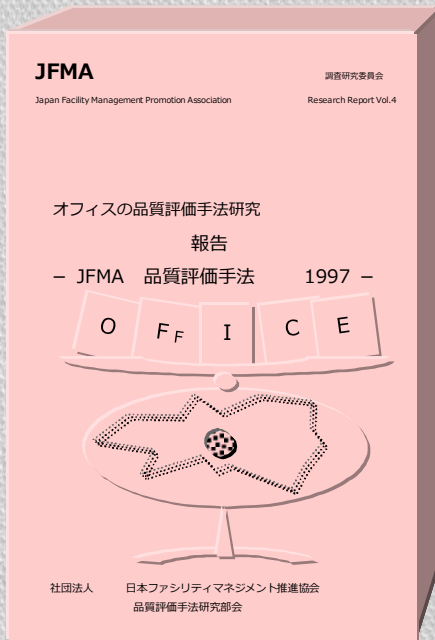 JFMA
調査研究委員会
Japan Facility Management Promotion Association Research Report Vol.4
オフィスの品質評価手法研究
報告
－ JFMA 品質評価手法 1997 －
O F F I C E
社団法人 日本ファシリティマネジメント推進協会
品質評価手法研究部会